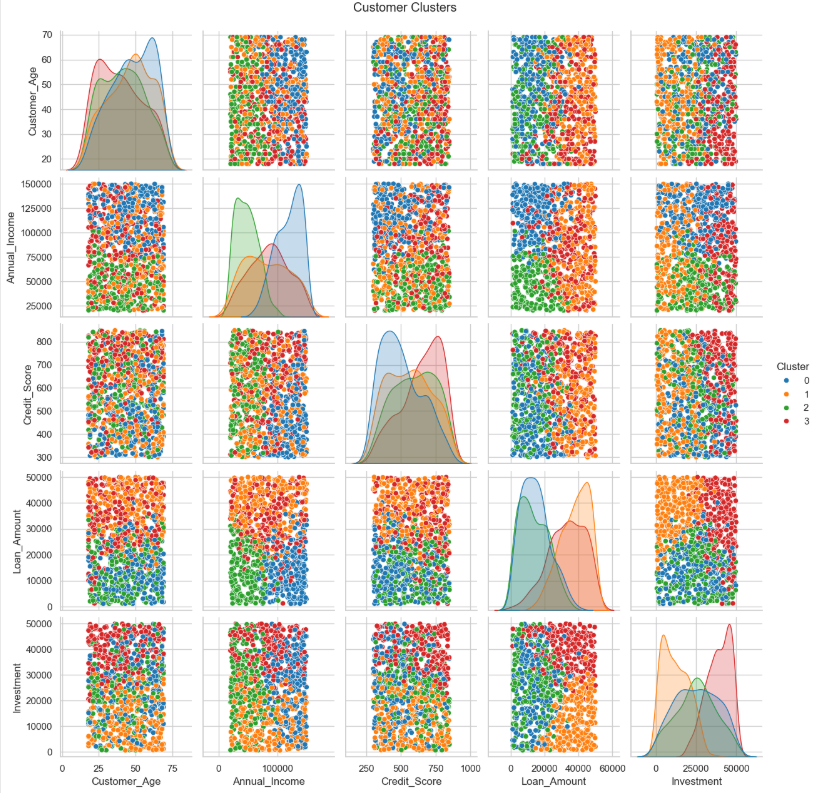 Customer Clusters
70
60
50
40
30
20
Customer_Age
150000
125000
100000
75000
50000
25000
Annual_Income
800
700
600
500
400
300
Credit_Score
Cluster
0
1
2
3
50000
40000
30000
20000
10000
0
Loan_Amount
50000
40000
30000
20000
10000
0
Investment
0 25 50 75
Customer_Age
0 100000
Annual_Income
250 500 750 1000
Credit_Score
0 20000 40000 60000
Loan_Amount
0 25000 50000
Investment